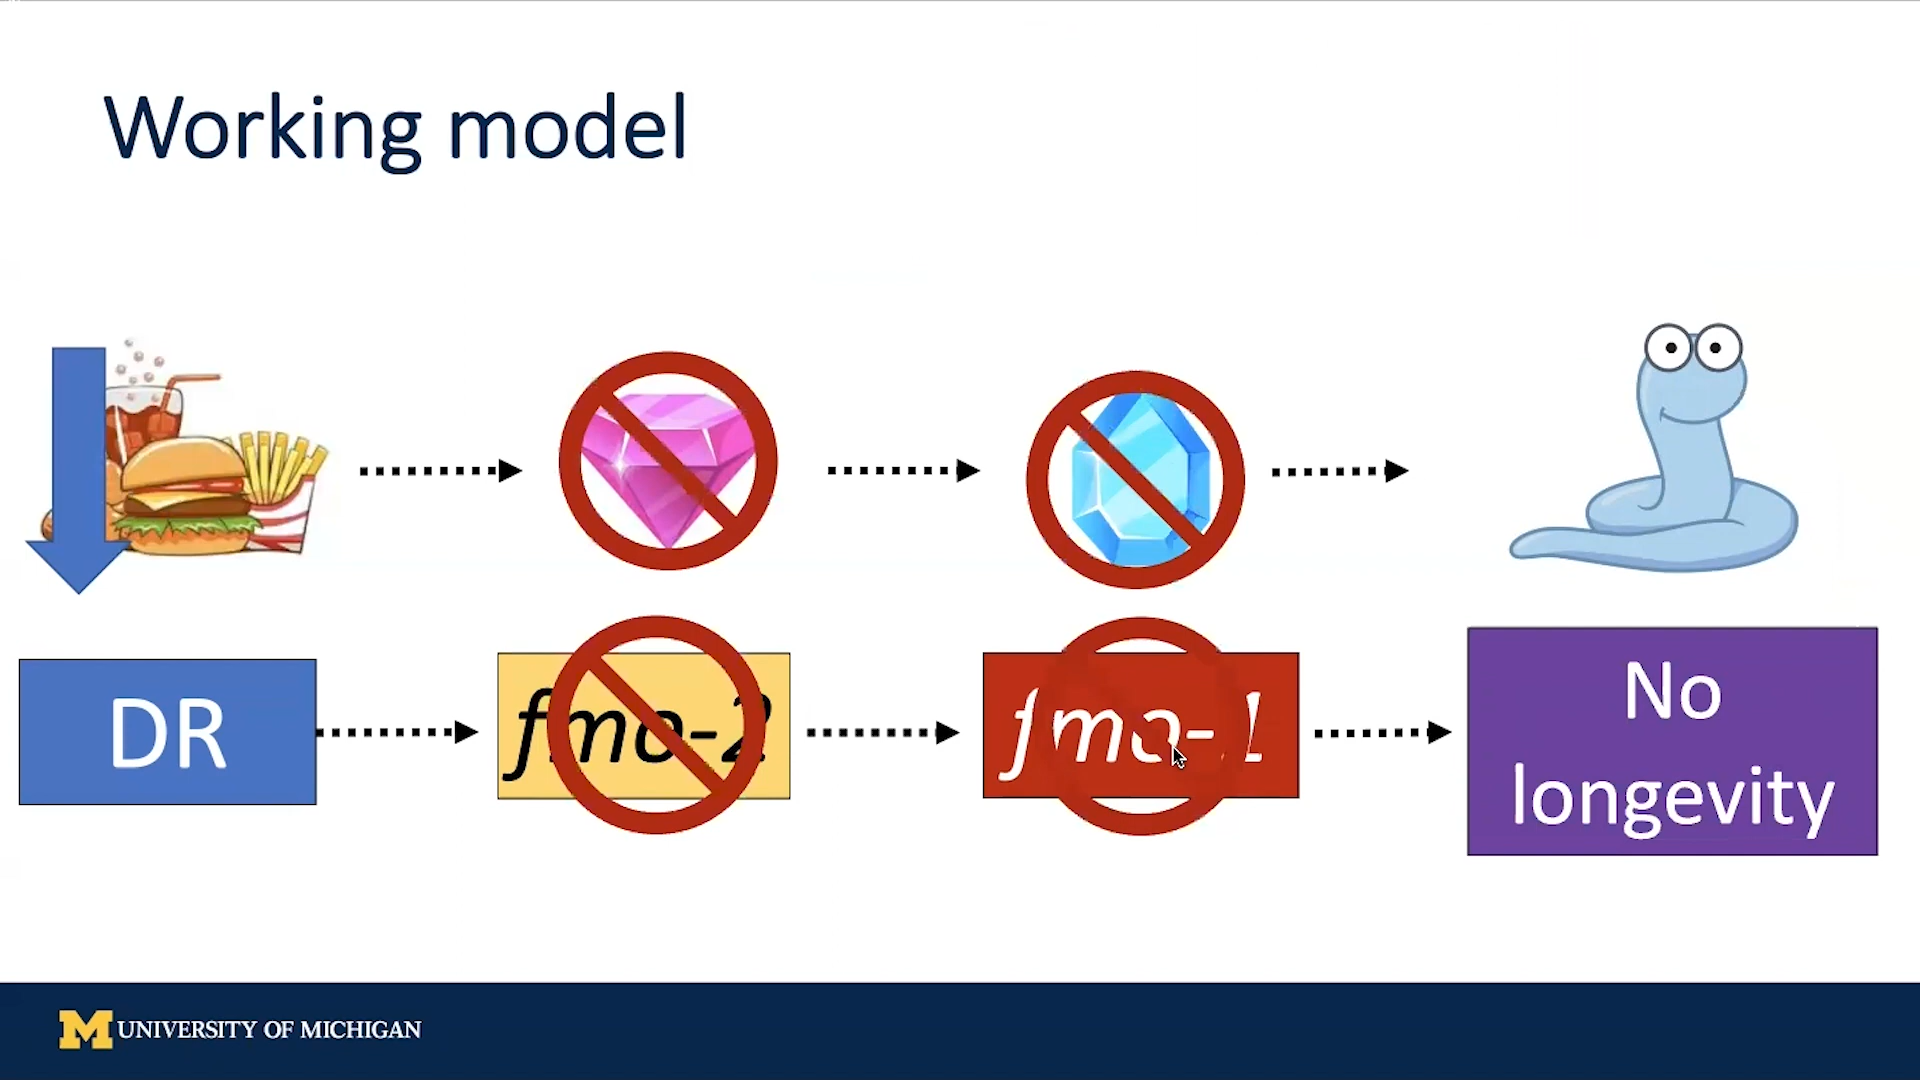 Working model
DR
fmo-2
fmo-1
No
longevity
M UNIVERSITY OF MICHIGAN